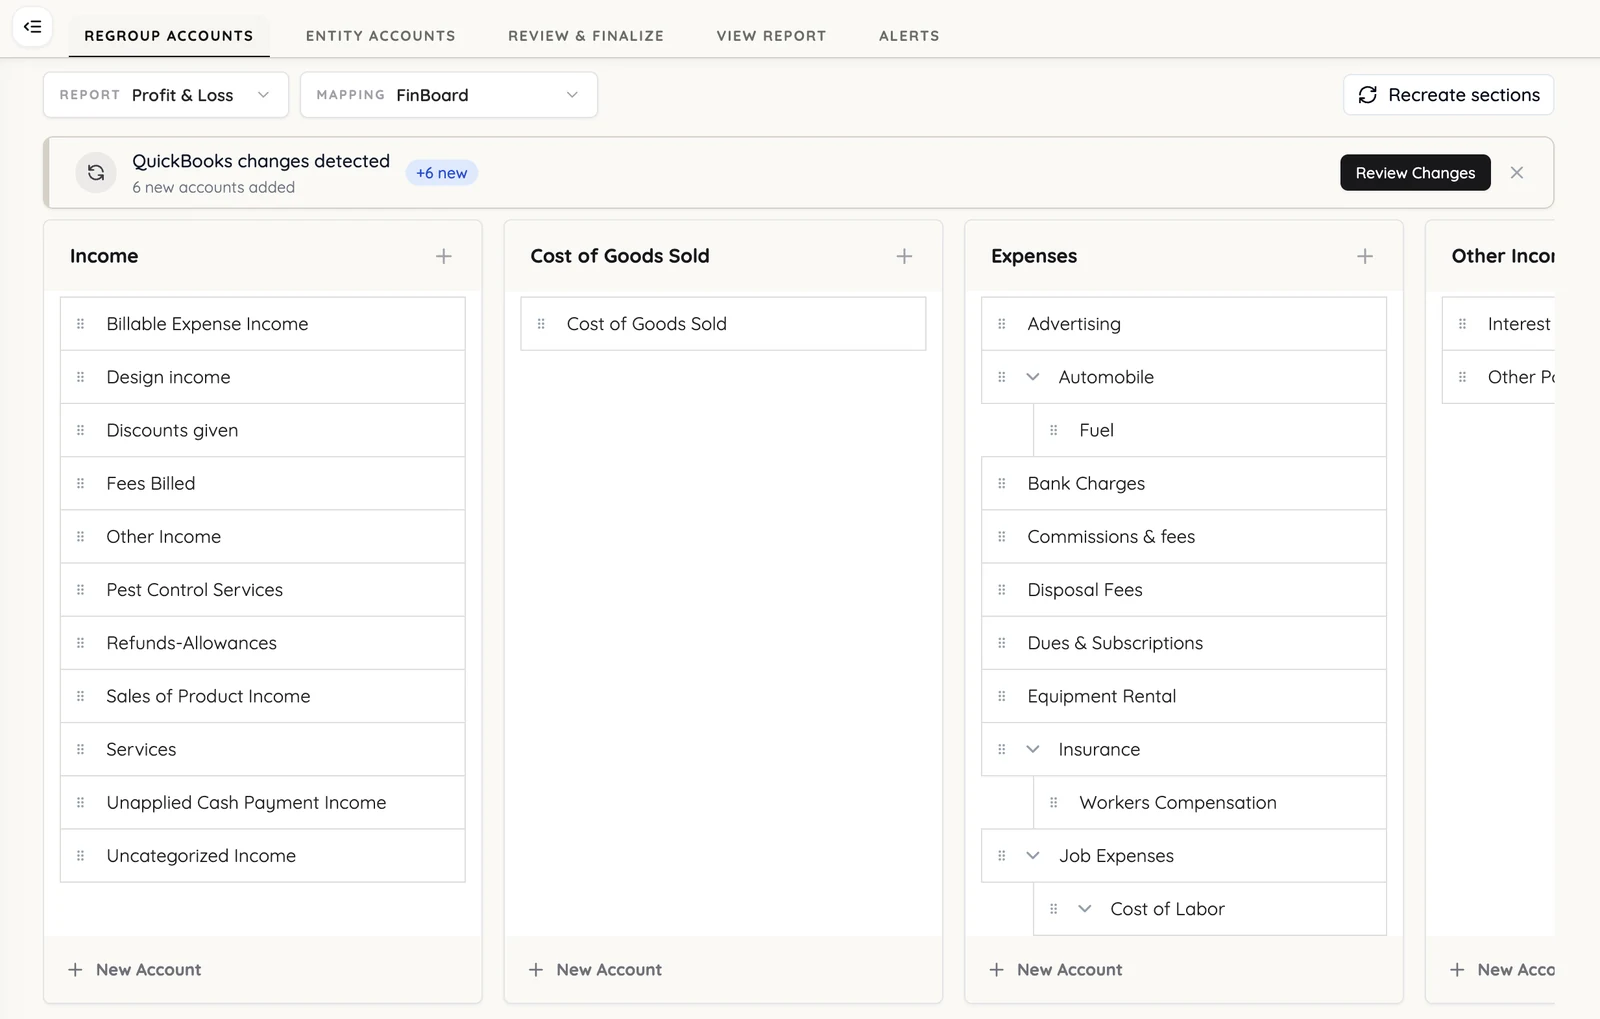 REGROUP ACCOUNTS
ENTITY ACCOUNTS
REVIEW & FINALIZE
VIEW REPORT
ALERTS
REPORT Profit & Loss
MAPPING FinBoard
Recreate sections
QuickBooks changes detected
6 new accounts added
+6 new
Review Changes
Income
Billable Expense Income
Design income
Discounts given
Fees Billed
Other Income
Pest Control Services
Refunds-Allowances
Sales of Product Income
Services
Unapplied Cash Payment Income
Uncategorized Income
New Account
Cost of Goods Sold
Cost of Goods Sold
New Account
Expenses
Advertising
Automobile
Fuel
Bank Charges
Commissions & fees
Disposal Fees
Dues & Subscriptions
Equipment Rental
Insurance
Workers Compensation
Job Expenses
Cost of Labor
New Account
Other
Interest
Other
New